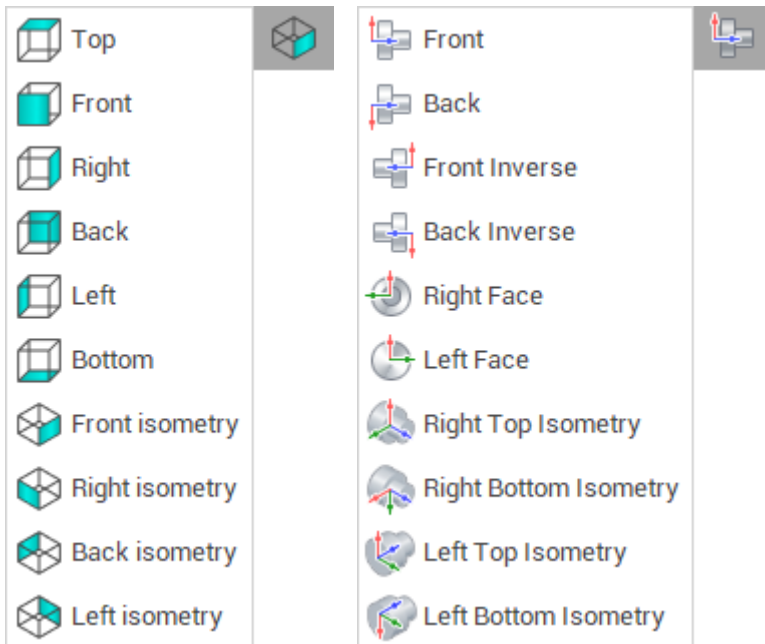 Top
Front
Right
Back
Left
Bottom
Front isometry
Right isometry
Back isometry
Left isometry
Front
Back
Front Inverse
Back Inverse
Right Face
Left Face
Right Top Isometry
Right Bottom Isometry
Left Top Isometry
Left Bottom Isometry